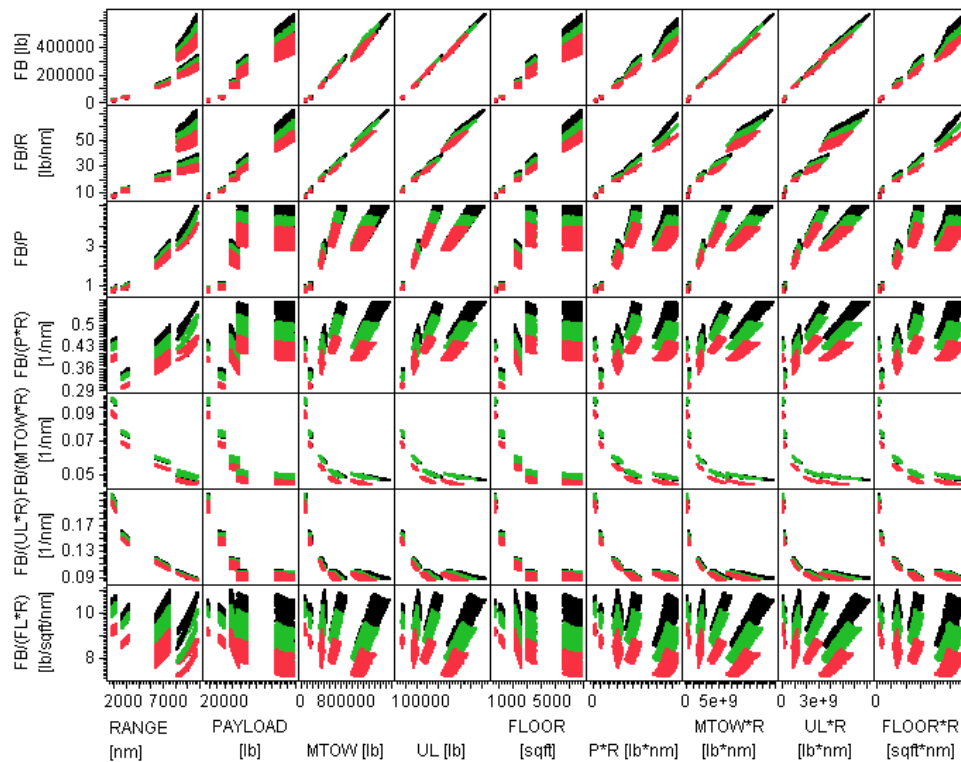 FB [lb]
400000
200000
0
FB/R
[lb/nm]
50
30
10
FB/P
3
1
FB/(P*R)
[1/nm]
0.5
0.43
0.36
0.29
FB/(MTOW*R)
[1/nm]
0.09
0.07
0.05
FB/(UL*R)
[1/nm]
0.17
0.13
0.09
FB/(FL*R)
[lb/sqft/nm]
10
8
2000 7000 20000 0 800000 100000 1000 5000 0 5e+9 0 3e+9 0
RANGE PAYLOAD FLOOR MTOW*R UL*R FLOOR*R
[nm] [lb] MTOW [lb] UL [lb] [sqft] P*R [lb*nm] [lb*nm] [lb*nm] [sqft*nm]